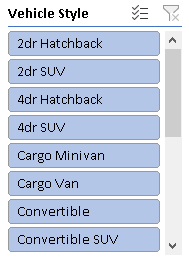 Vehicle Style
2dr Hatchback
2dr SUV
4dr Hatchback
4dr SUV
Cargo Minivan
Cargo Van
Convertible
Convertible SUV